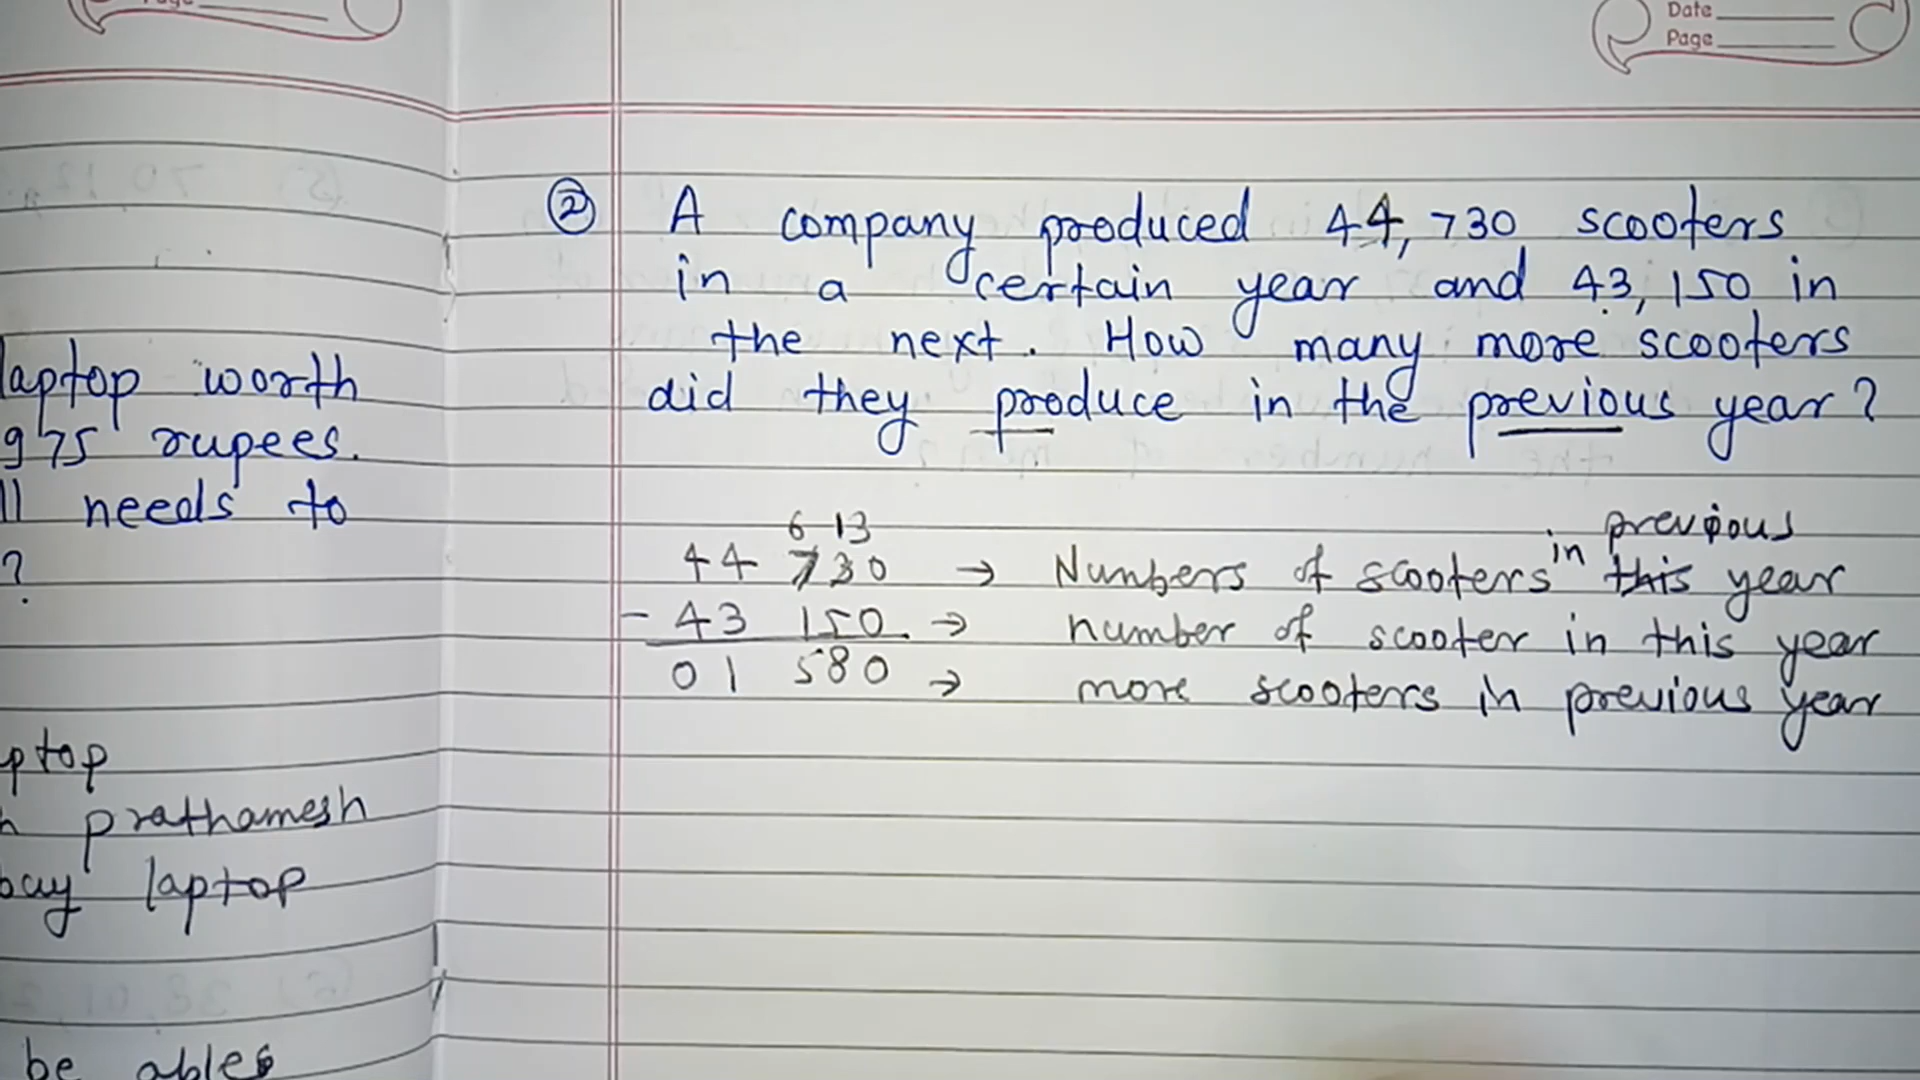 Date
Page
laptop worth
975 rupees.
needs to
?
prathamesh
laptop
be ables
② A company produced 44,730 scooters
in a certain year and 43,150 in
the next. How many more scooters
did they produce in the previous year?
6 13 previous
44 730 → Numbers of scooters in this year
- 43 150 → number of scooter in this year
01 580 → more scooters in previous year